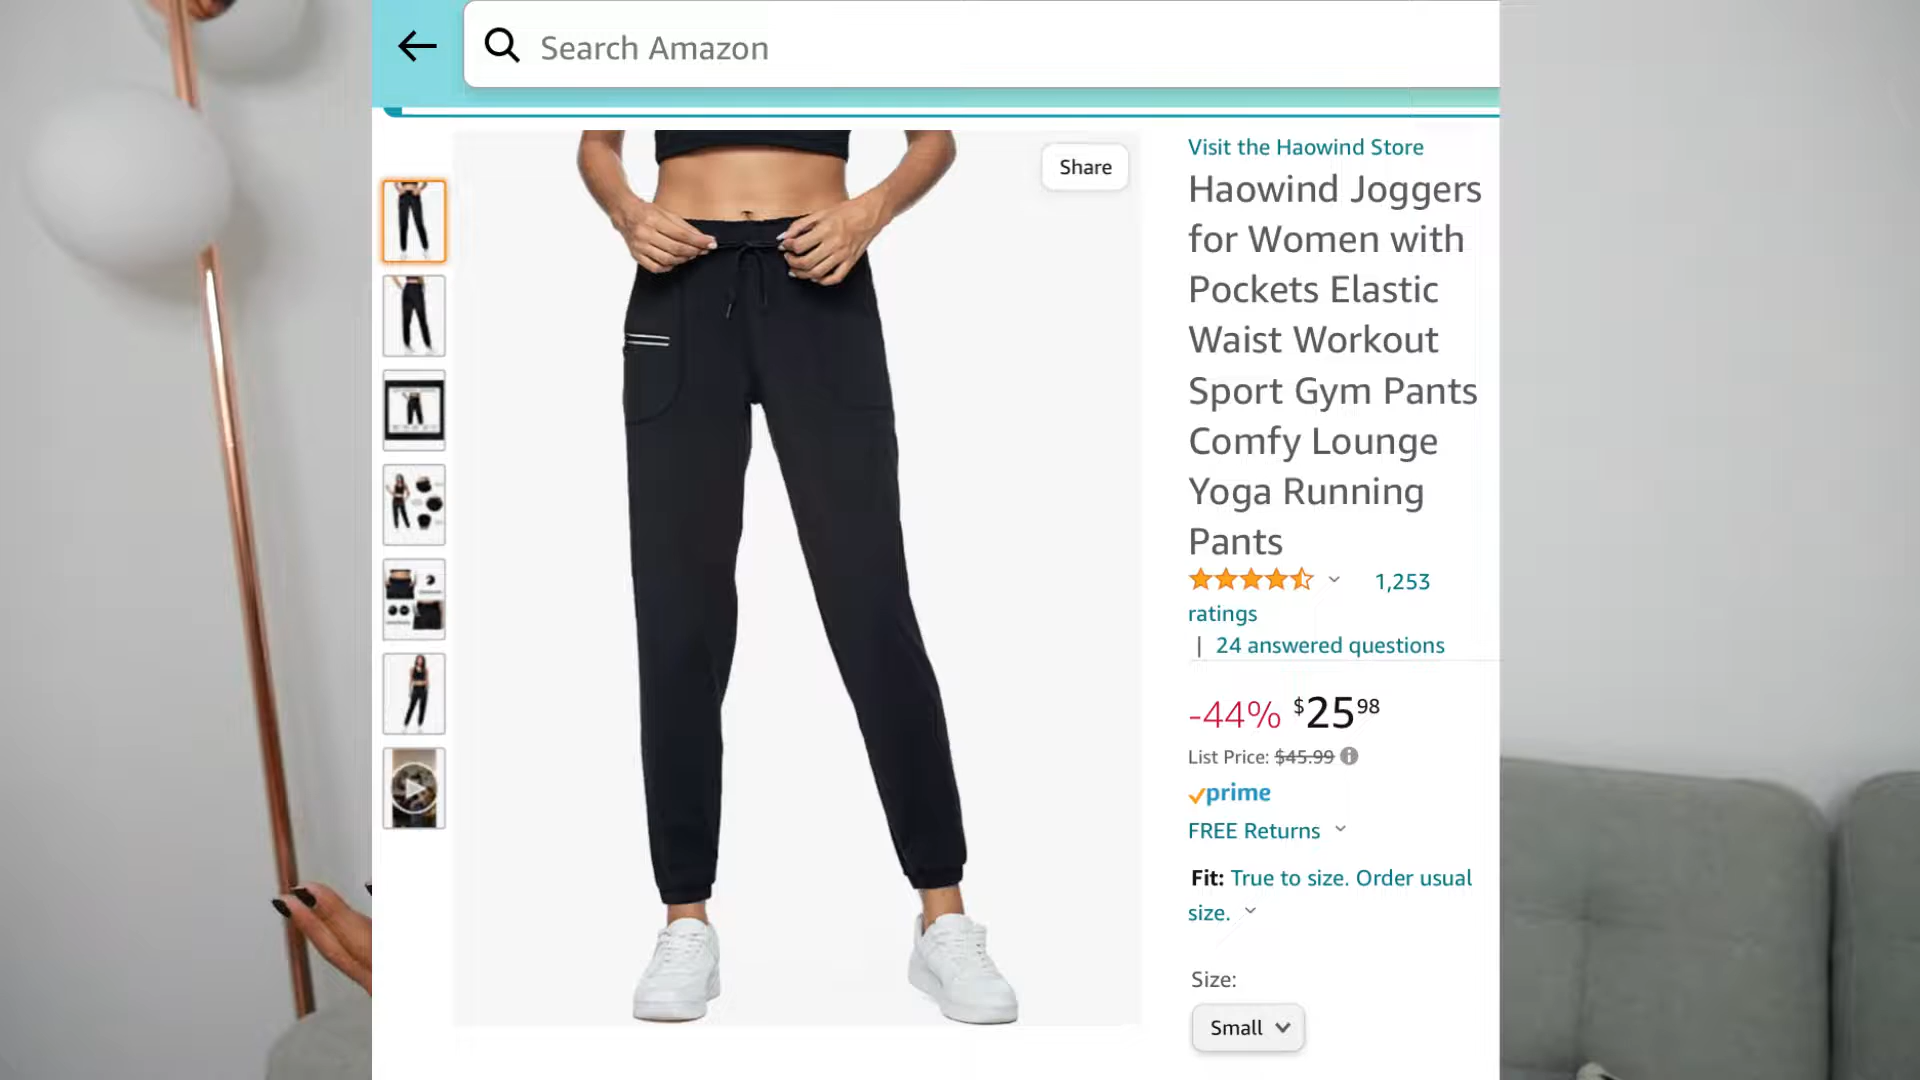 Search Amazon
Share
Visit the Haowind Store
Haowind Joggers
for Women with
Pockets Elastic
Waist Workout
Sport Gym Pants
Comfy Lounge
Yoga Running
Pants
1,253
ratings
| 24 answered questions
-44% $25 98
List Price: $45.99
prime
FREE Returns
Fit: True to size. Order usual
size.
Size:
Small